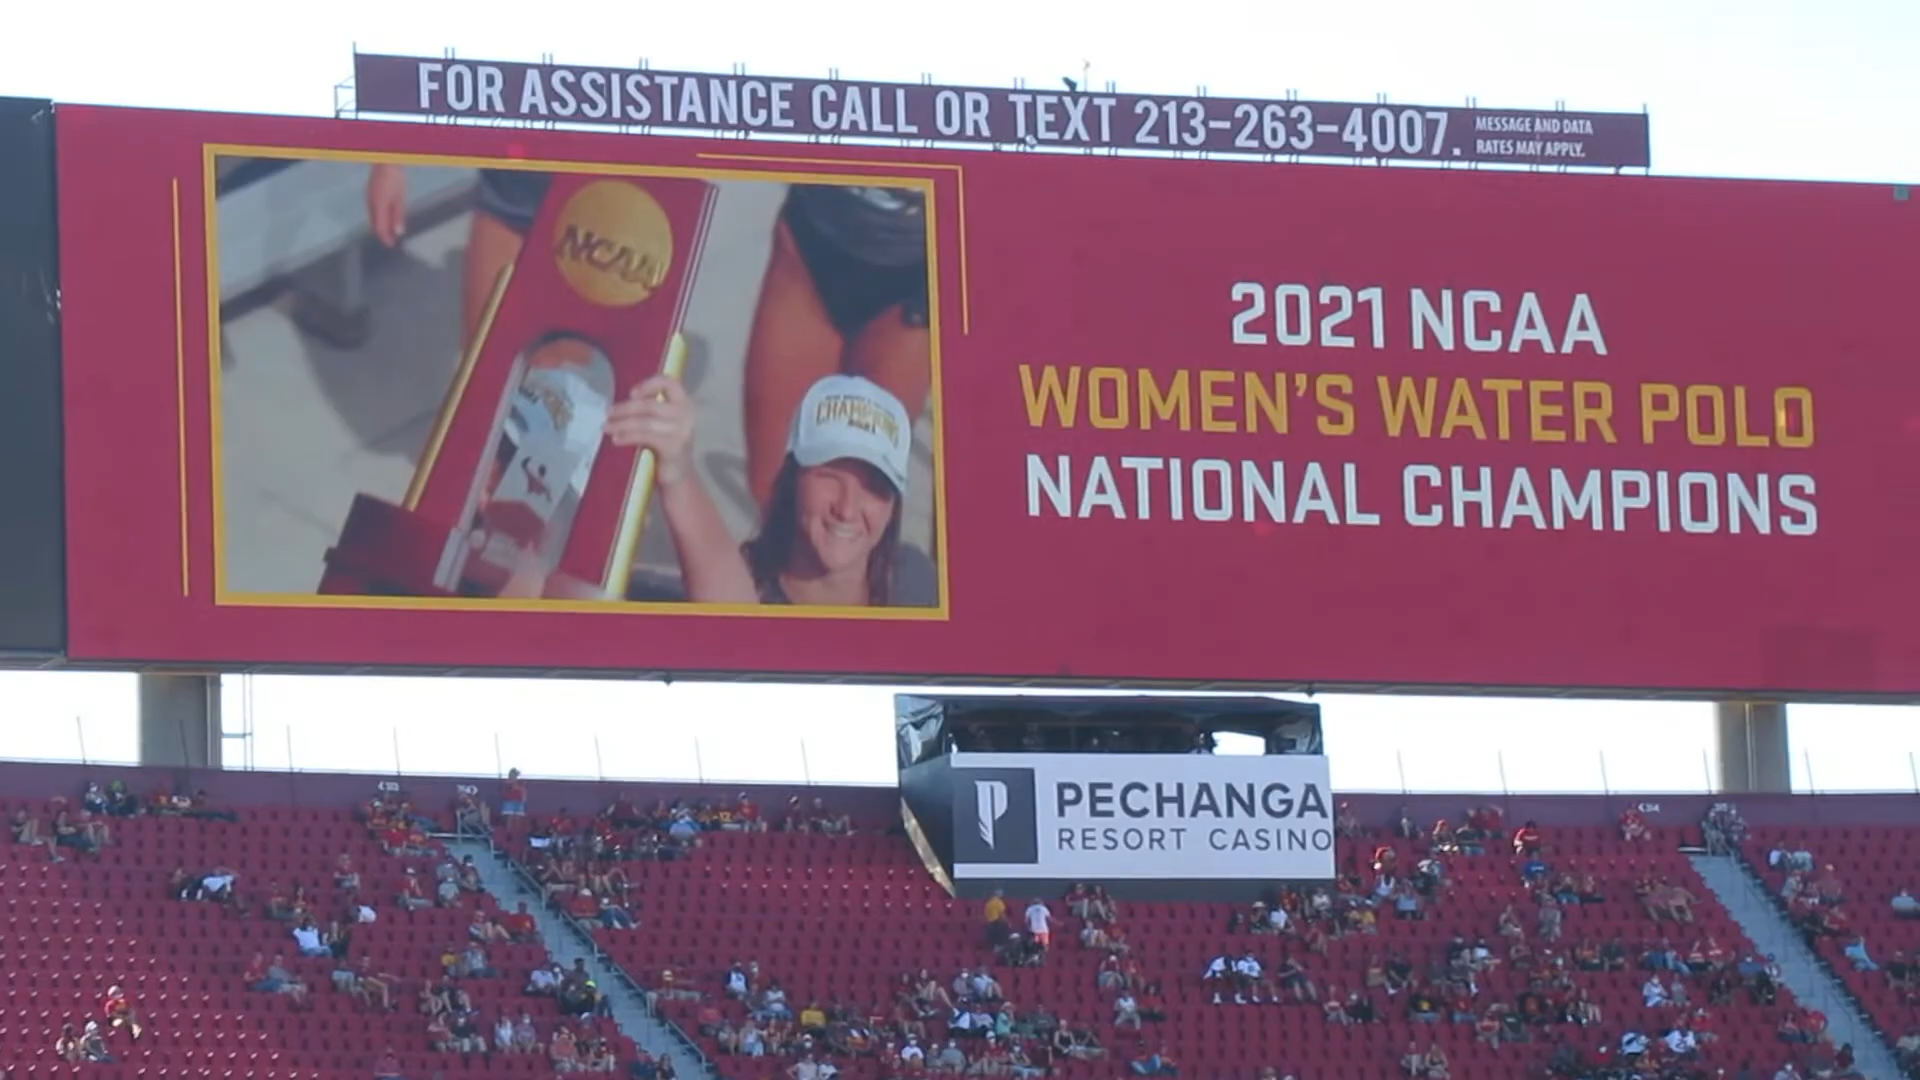 FOR ASSISTANCE CALL OR TEXT 213-263-4007.
MESSAGE AND DATA
RATES MAY APPLY.
NCAA
CHAMPIONS
2021
2021 NCAA
WOMEN'S WATER POLO
NATIONAL CHAMPIONS
PECHANGA
RESORT CASINO